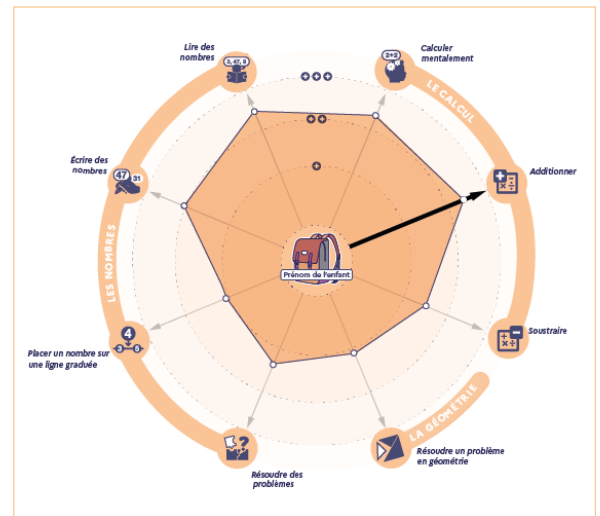 Lire des
nombres
3, 47, 8
2+2
Calculer
mentalement
LE CALCUL
Écrire des
nombres
47
31
Additionner
LES NOMBRES
Prénom de l'enfant
4
3
5
Placer un nombre sur
une ligne graduée
Soustraire
LA GÉOMÉTRIE
Résoudre un problème
en géométrie
Résoudre des
problèmes